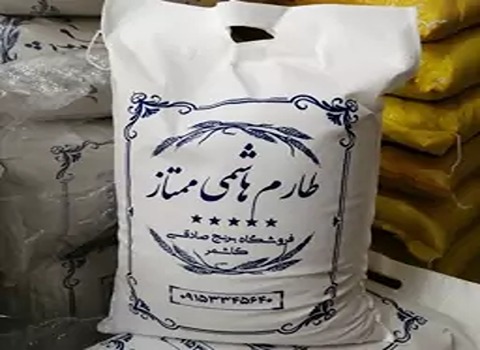 طارم هاشمی ممتاز
فروشگاه برنج صادقی
کاشمر
۰۹۱۵۳۳۴۵۶۴۰